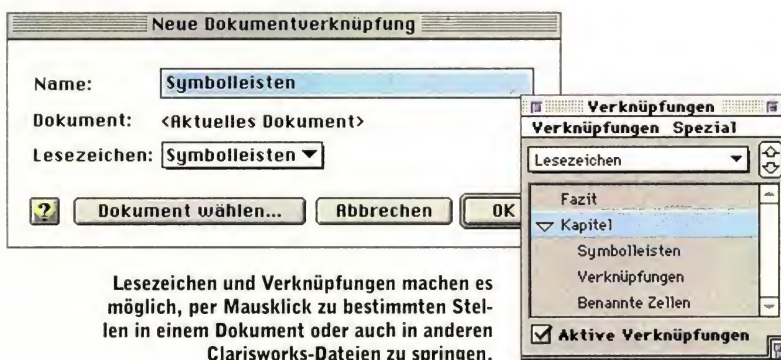 Neue Dokumentverknüpfung
Name: Symbolleisten
Dokument: <Aktuelles Dokument>
Lesezeichen: Symbolleisten
? Dokument wählen... Abbrechen OK
Verknüpfungen
Verknüpfungen Spezial
Lesezeichen
Fazit
Kapitel
Symbolleisten
Verknüpfungen
Benannte Zellen
Aktive Verknüpfungen
Lesezeichen und Verknüpfungen machen es
möglich, per Mausklick zu bestimmten Stel-
len in einem Dokument oder auch in anderen
Clarisworks-Dateien zu springen.